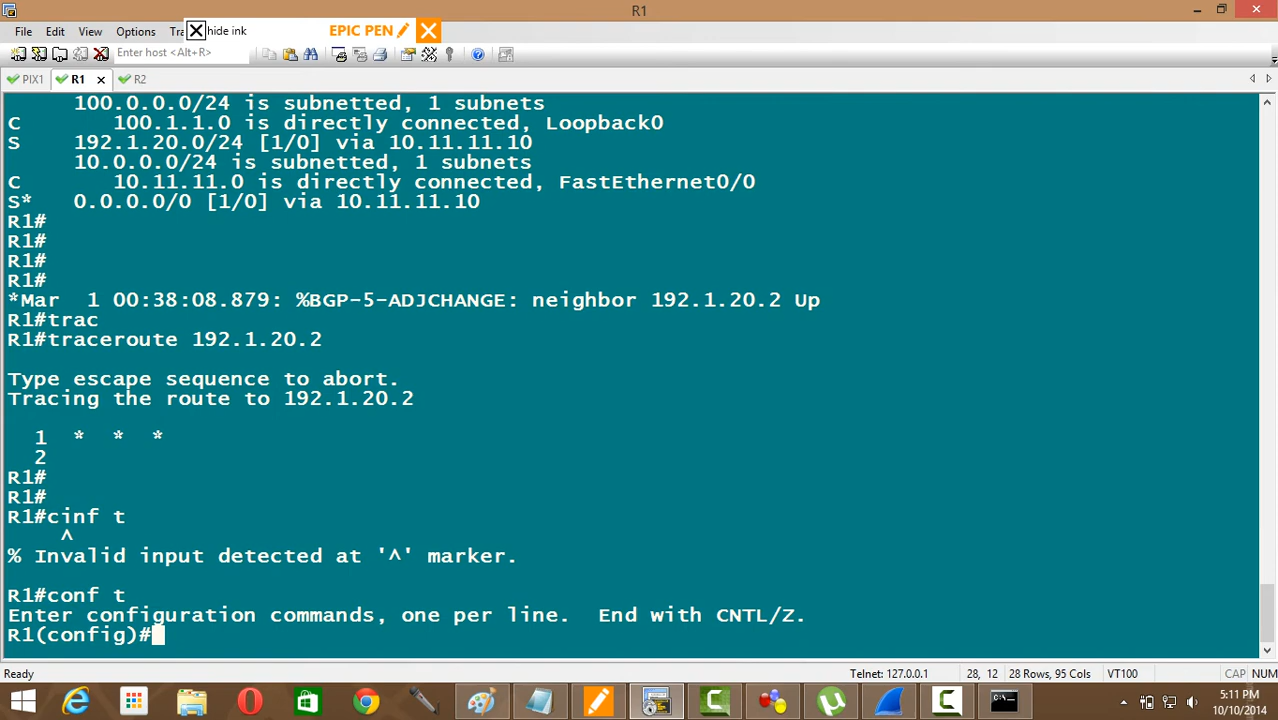 R1
File Edit View Options Tra hide ink EPIC PEN
Enter host <Alt+R>
PIX1 R1 R2
100.0.0.0/24 is subnetted, 1 subnets
C 100.1.1.0 is directly connected, Loopback0
S 192.1.20.0/24 [1/0] via 10.11.11.10
10.0.0.0/24 is subnetted, 1 subnets
C 10.11.11.0 is directly connected, FastEthernet0/0
S* 0.0.0.0/0 [1/0] via 10.11.11.10
R1#
R1#
R1#
R1#
*Mar 1 00:38:08.879: %BGP-5-ADJCHANGE: neighbor 192.1.20.2 Up
R1#trac
R1#traceroute 192.1.20.2
Type escape sequence to abort.
Tracing the route to 192.1.20.2
1 * * *
2
R1#
R1#
R1#cinf t
^
% Invalid input detected at '^' marker.
R1#conf t
Enter configuration commands, one per line. End with CNTL/Z.
R1(config)#
Ready Telnet: 127.0.0.1 28, 12 28 Rows, 95 Cols VT100 CAP NUM
5:11 PM
10/10/2014